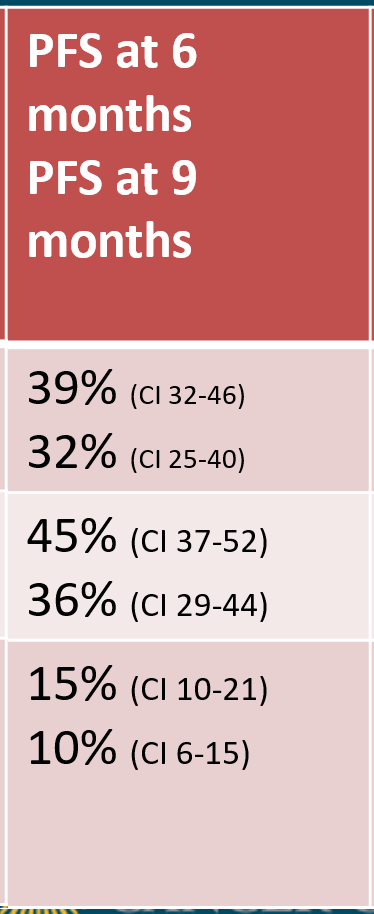 PFS at 6
months
PFS at 9
months
39% (CI 32-46)
32% (CI 25-40)
45% (CI 37-52)
36% (CI 29-44)
15% (CI 10-21)
10% (CI 6-15)